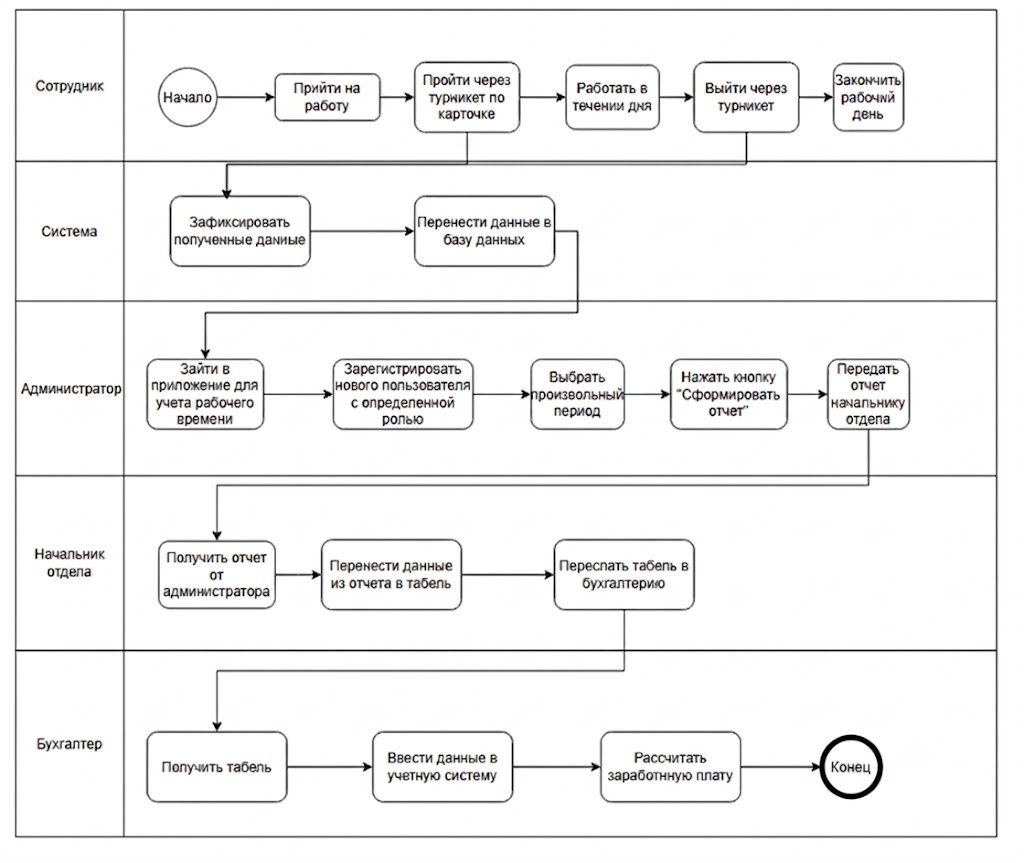 Сотрудник
Начало
Прийти на
работу
Пройти через
турникет по
карточке
Работать в
течении дня
Выйти через
турникет
Закончить
рабочий
день
Система
Зафиксировать
полученные данные
Перенести данные в
базу данных
Администратор
Зайти в
приложение для
учета рабочего
времени
Зарегистрировать
нового пользователя
с определенной
ролью
Выбрать
произвольный
период
Нажать кнопку
"Сформировать
отчет"
Передать
отчет
начальнику
отдела
Начальник
отдела
Получить отчет
от
администратора
Перенести данные
из отчета в табель
Переслать табель в
бухгалтерию
Бухгалтер
Получить табель
Ввести данные в
учетную систему
Рассчитать
заработнную плату
Конец